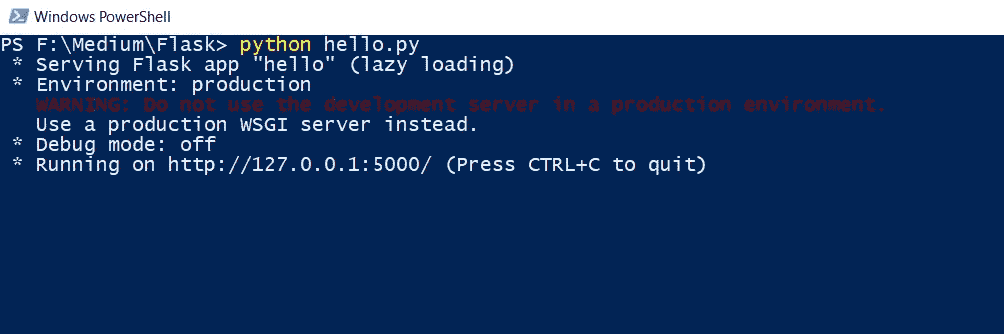 Windows PowerShell
PS F:\Medium\Flask> python hello.py
* Serving Flask app "hello" (lazy loading)
* Environment: production
WARNING: Do not use the development server in a production environment.
Use a production WSGI server instead.
* Debug mode: off
* Running on http://127.0.0.1:5000/ (Press CTRL+C to quit)